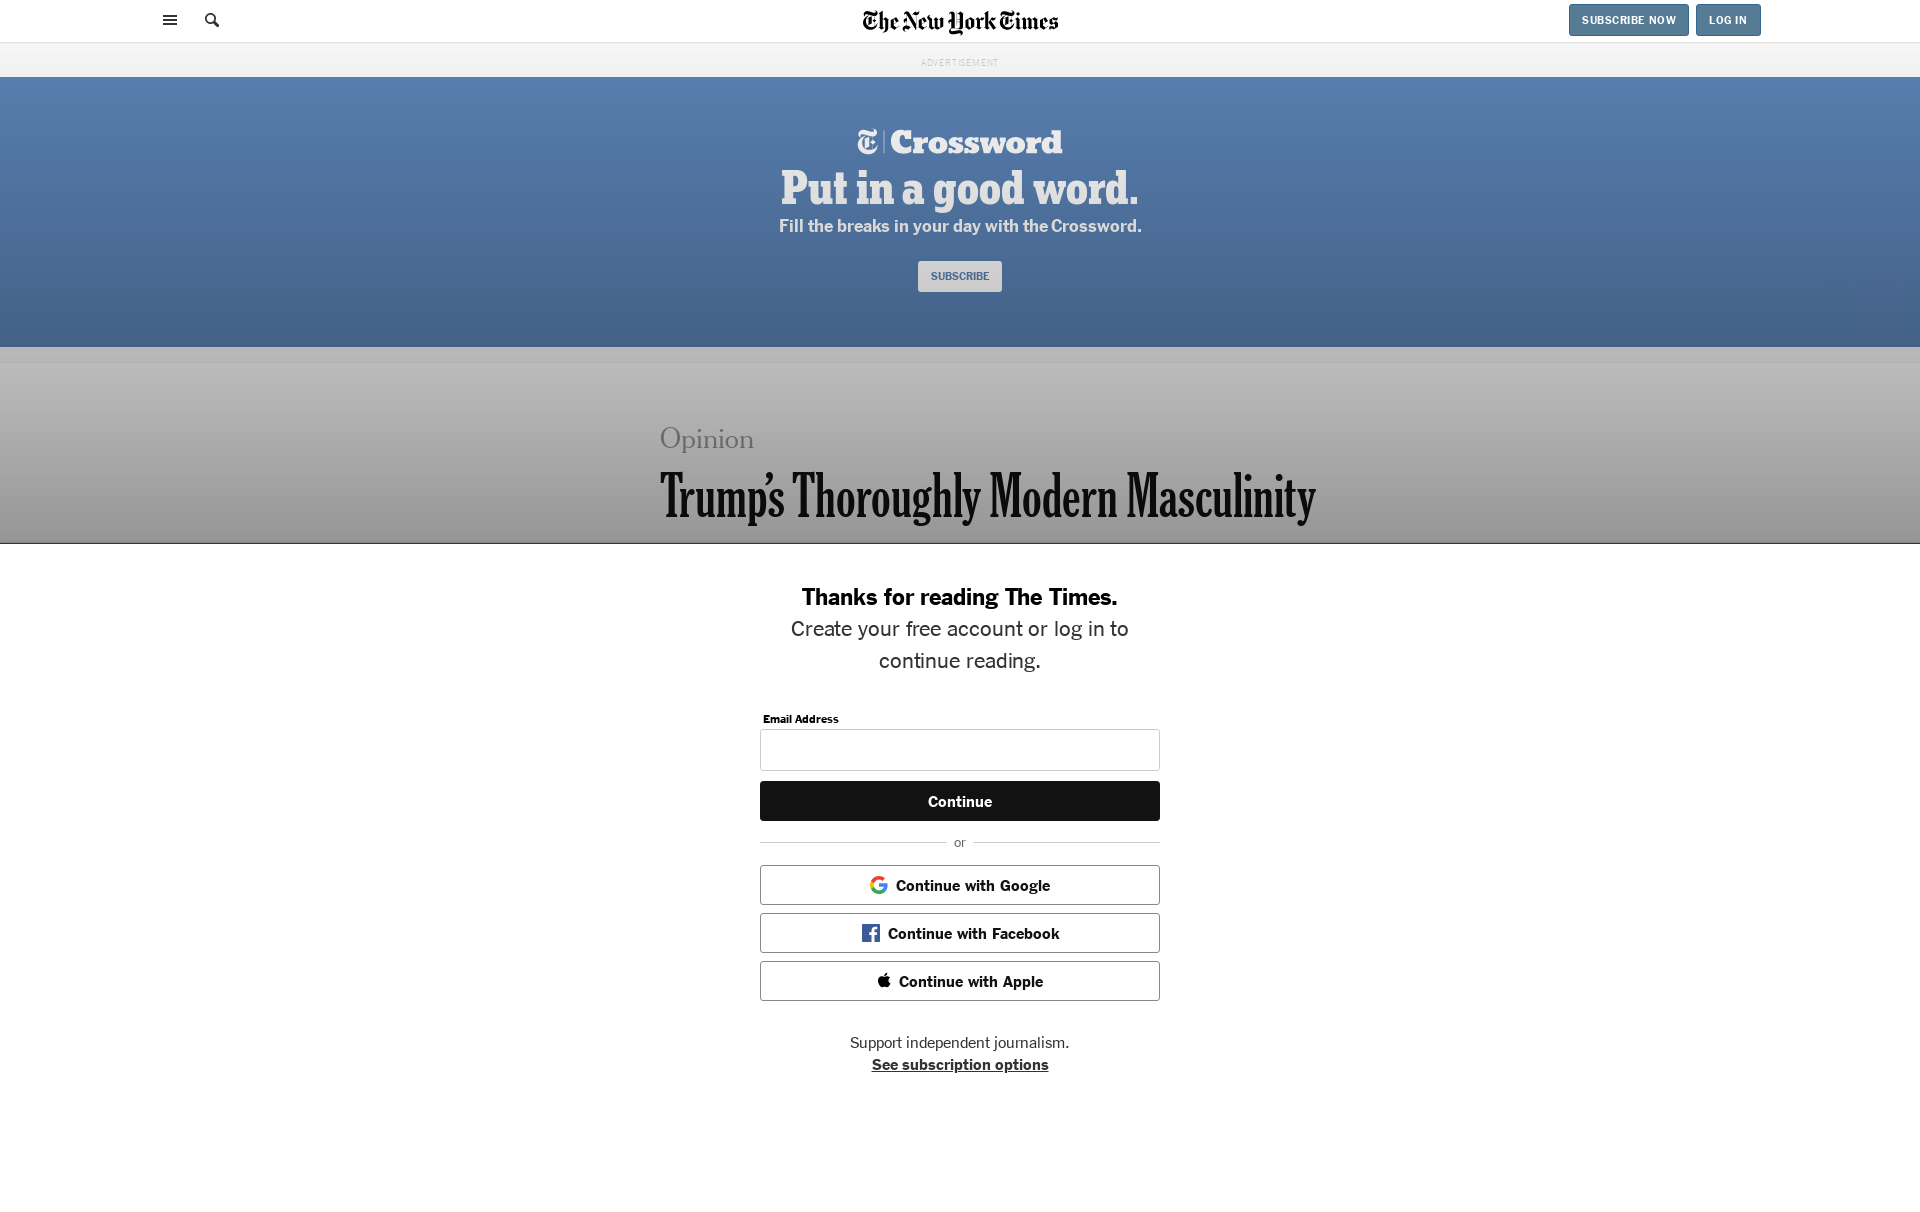 The New York Times
SUBSCRIBE NOW
LOG IN
ADVERTISEMENT
T Crossword
Put in a good word.
Fill the breaks in your day with the Crossword.
SUBSCRIBE
Opinion
Trump’s Thoroughly Modern Masculinity
Thanks for reading The Times.
Create your free account or log in to
continue reading.
Email Address
Continue
or
Continue with Google
Continue with Facebook
Continue with Apple
Support independent journalism.
See subscription options